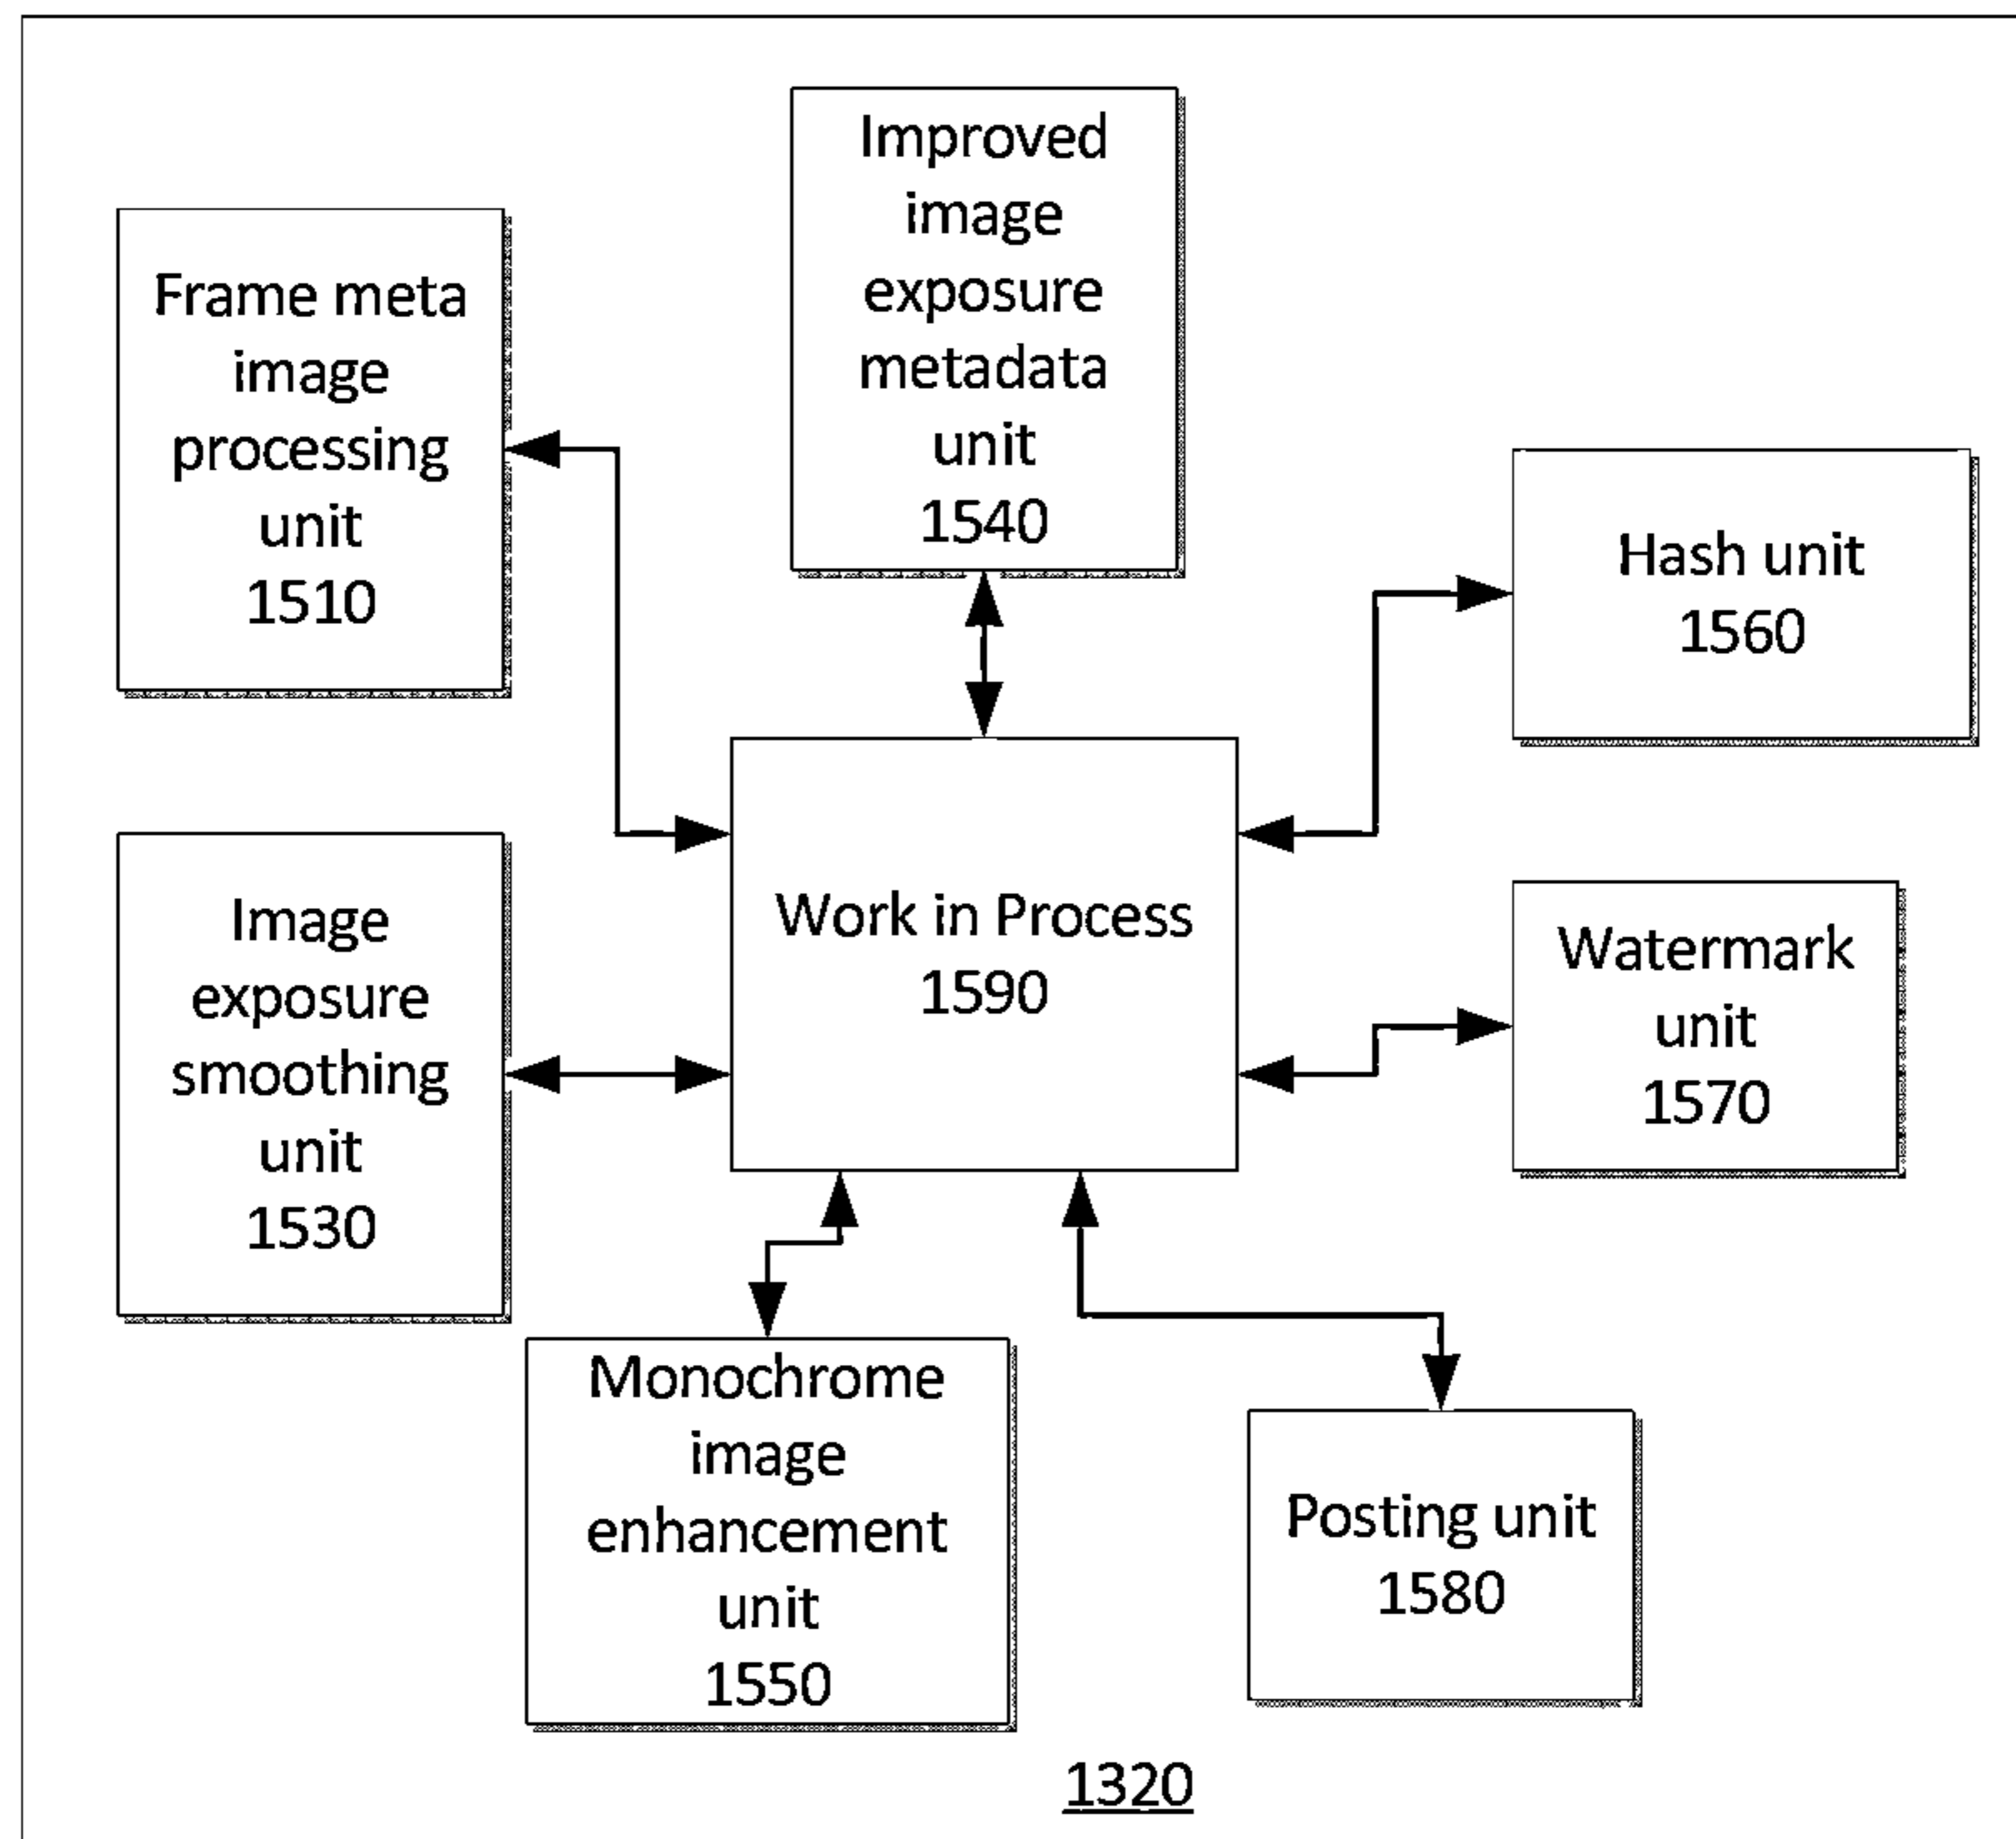 Improved
image
exposure
metadata
unit
1540
Frame meta
image
processing
unit
1510
Hash unit
1560
Image
exposure
smoothing
unit
1530
Work in Process
1590
Watermark
unit
1570
Monochrome
image
enhancement
unit
1550
Posting unit
1580
1320